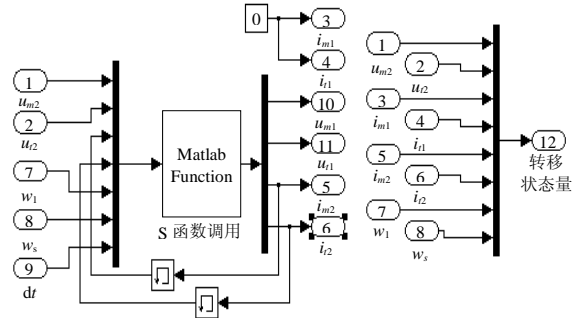 0
3
i_m1
4
i_t1
1
u_m2
2
u_t2
7
w_1
8
w_s
9
dt
Matlab
Function
S 函数调用
10
u_m1
11
u_t1
5
i_m2
6
i_t2
1
u_m2
2
u_t2
3
i_m1
4
i_t1
5
i_m2
6
i_t2
7
w_1
8
w_s
12
转移
状态量